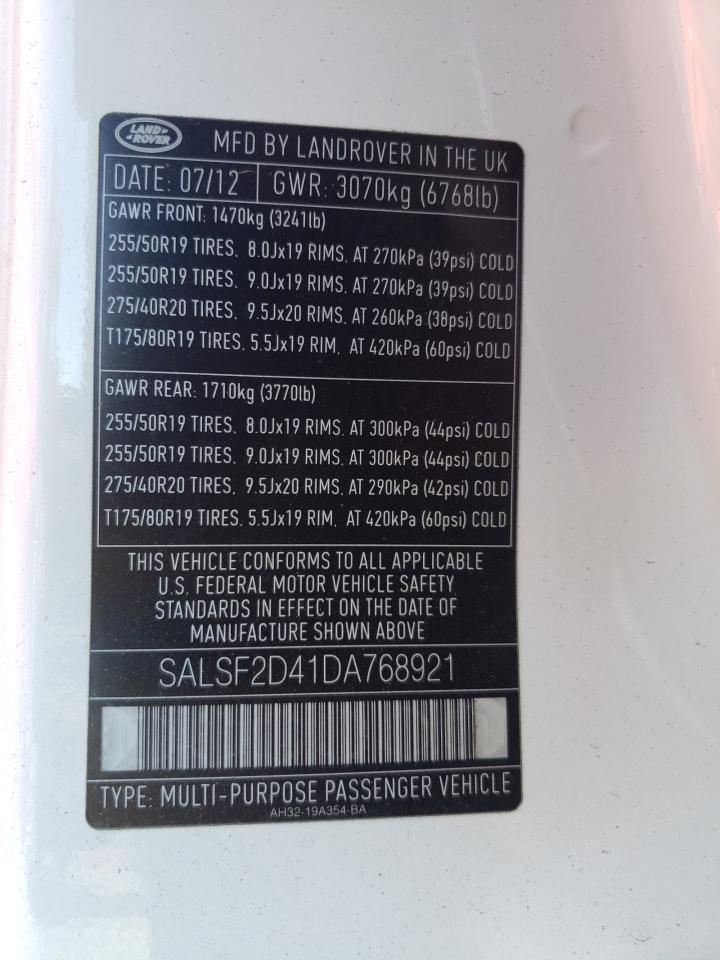 LAND ROVER
MFD BY LANDROVER IN THE UK
DATE: 07/12 GWR: 3070kg (6768lb)
GAWR FRONT: 1470kg (3241lb)
255/50R19 TIRES. 8.0Jx19 RIMS. AT 270kPa (39psi) COLD
255/50R19 TIRES. 9.0Jx19 RIMS. AT 270kPa (39psi) COLD
275/40R20 TIRES. 9.5Jx20 RIMS. AT 260kPa (38psi) COLD
T175/80R19 TIRES. 5.5Jx19 RIM. AT 420kPa (60psi) COLD
GAWR REAR: 1710kg (3770lb)
255/50R19 TIRES. 8.0Jx19 RIMS. AT 300kPa (44psi) COLD
255/50R19 TIRES. 9.0Jx19 RIMS. AT 300kPa (44psi) COLD
275/40R20 TIRES. 9.5Jx20 RIMS. AT 290kPa (42psi) COLD
T175/80R19 TIRES. 5.5Jx19 RIM. AT 420kPa (60psi) COLD
THIS VEHICLE CONFORMS TO ALL APPLICABLE
U.S. FEDERAL MOTOR VEHICLE SAFETY
STANDARDS IN EFFECT ON THE DATE OF
MANUFACTURE SHOWN ABOVE
SALSF2D41DA768921
TYPE: MULTI-PURPOSE PASSENGER VEHICLE
AH32-19A354-BA